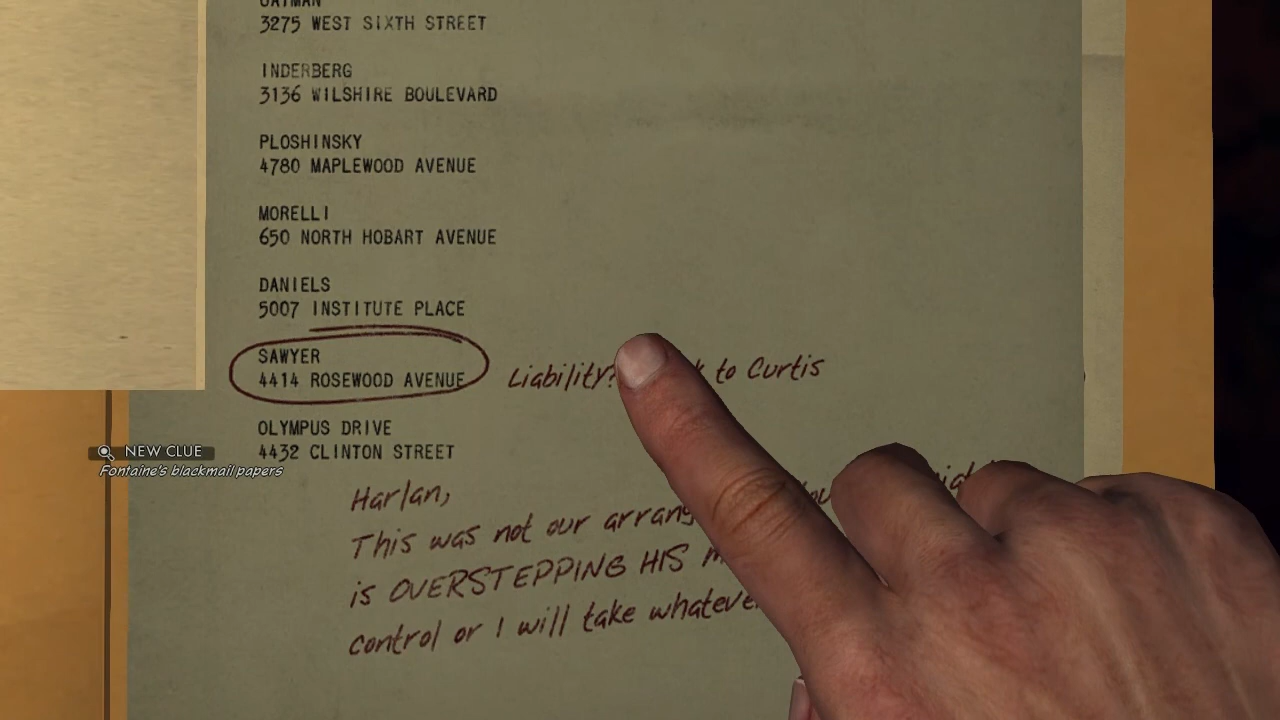 3275 WEST SIXTH STREET
INDERBERG
3136 WILSHIRE BOULEVARD
PLOSHINSKY
4780 MAPLEWOOD AVENUE
MORELLI
650 NORTH HOBART AVENUE
DANIELS
5007 INSTITUTE PLACE
SAWYER
4414 ROSEWOOD AVENUE
Liability? to Curtis
OLYMPUS DRIVE
4432 CLINTON STREET
NEW CLUE
Fontaine's blackmail papers
Harlan,
This was not our
is OVERSTEPPING HIS
control or I will take